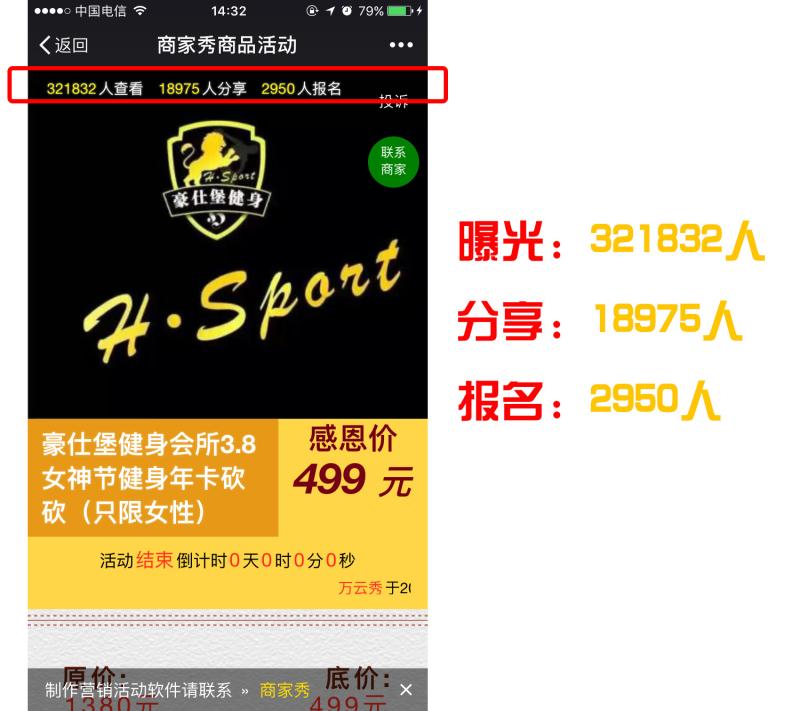 中国电信 14:32 79%
返回 商家秀商品活动
321832人查看 18975人分享 2950人报名
投诉
联系
商家
H·Sport
豪仕堡健身
H·Sport
曝光：321832人
分享：18975人
报名：2950人
豪仕堡健身会所3.8
女神节健身年卡砍
砍（只限女性）
感恩价
499 元
活动结束倒计时0天0时0分0秒
万云秀于20
原价： 底价：
制作营销活动软件请联系 » 商家秀 ×
1380元 499元